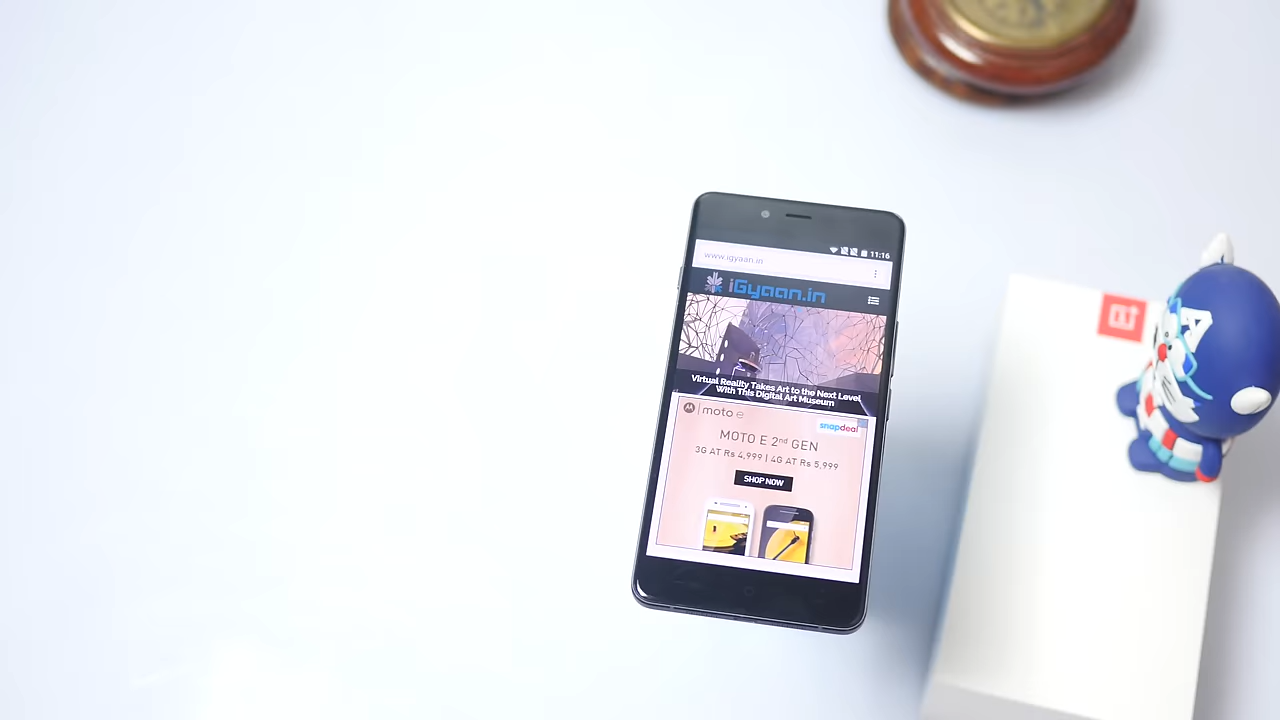 11:16
www.igyaan.in
iGyaan.in
Virtual Reality Takes Art to the Next Level
With This Digital Art Museum
moto e
snapdeal
MOTO E 2nd GEN
3G AT Rs 4,999 | 4G AT Rs 5,999
SHOP NOW